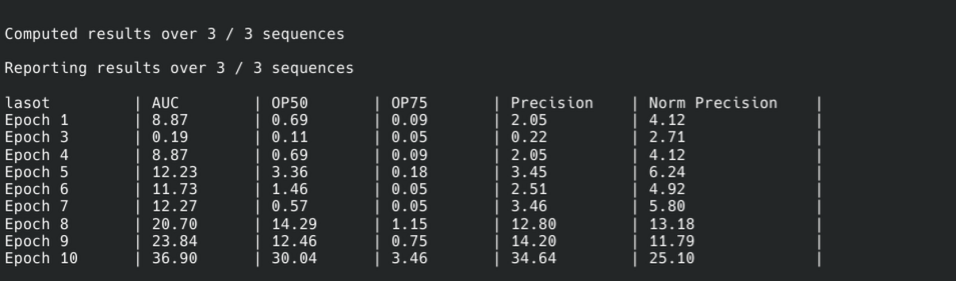 Computed results over 3 / 3 sequences
Reporting results over 3 / 3 sequences
lasot | AUC | OP50 | OP75 | Precision | Norm Precision |
Epoch 1 | 8.87 | 0.69 | 0.09 | 2.05 | 4.12 |
Epoch 3 | 0.19 | 0.11 | 0.05 | 0.22 | 2.71 |
Epoch 4 | 8.87 | 0.69 | 0.09 | 2.05 | 4.12 |
Epoch 5 | 12.23 | 3.36 | 0.18 | 3.45 | 6.24 |
Epoch 6 | 11.73 | 1.46 | 0.05 | 2.51 | 4.92 |
Epoch 7 | 12.27 | 0.57 | 0.05 | 3.46 | 5.80 |
Epoch 8 | 20.70 | 14.29 | 1.15 | 12.80 | 13.18 |
Epoch 9 | 23.84 | 12.46 | 0.75 | 14.20 | 11.79 |
Epoch 10 | 36.90 | 30.04 | 3.46 | 34.64 | 25.10 |